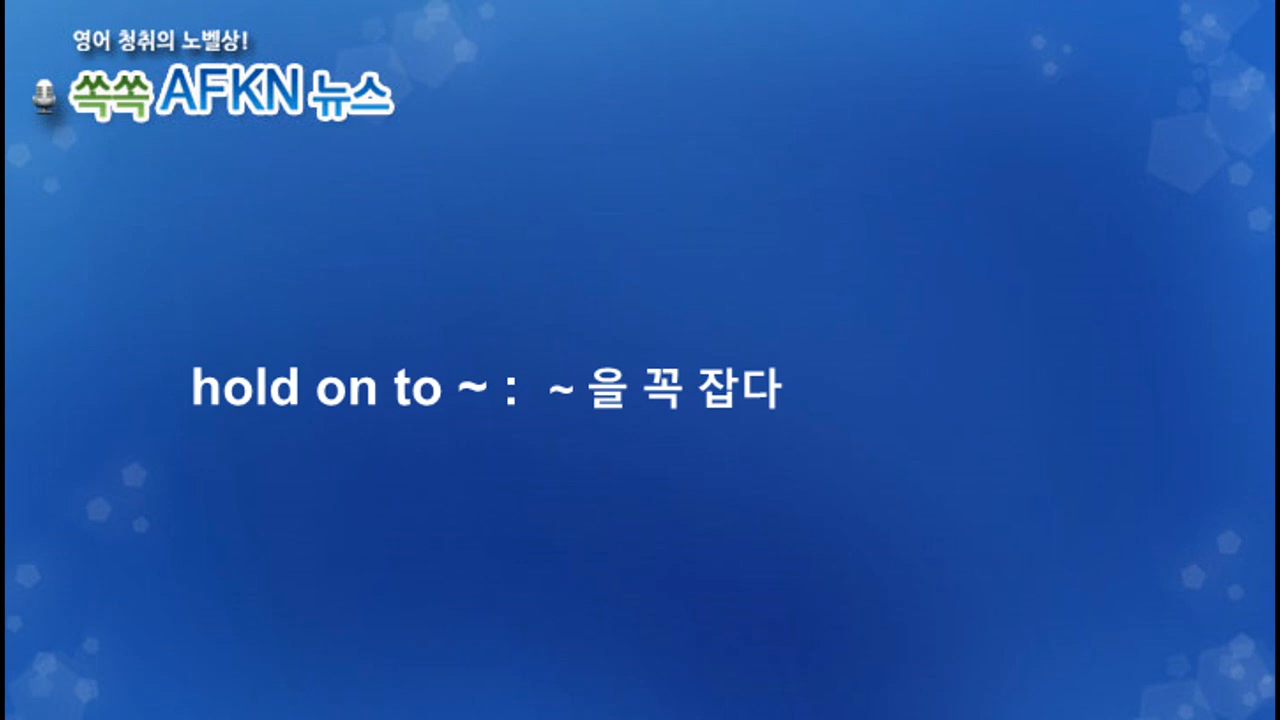 영어 청취의 노벨상!
쏙쏙 AFKN 뉴스
hold on to ~ : ~ 을 꼭 잡다